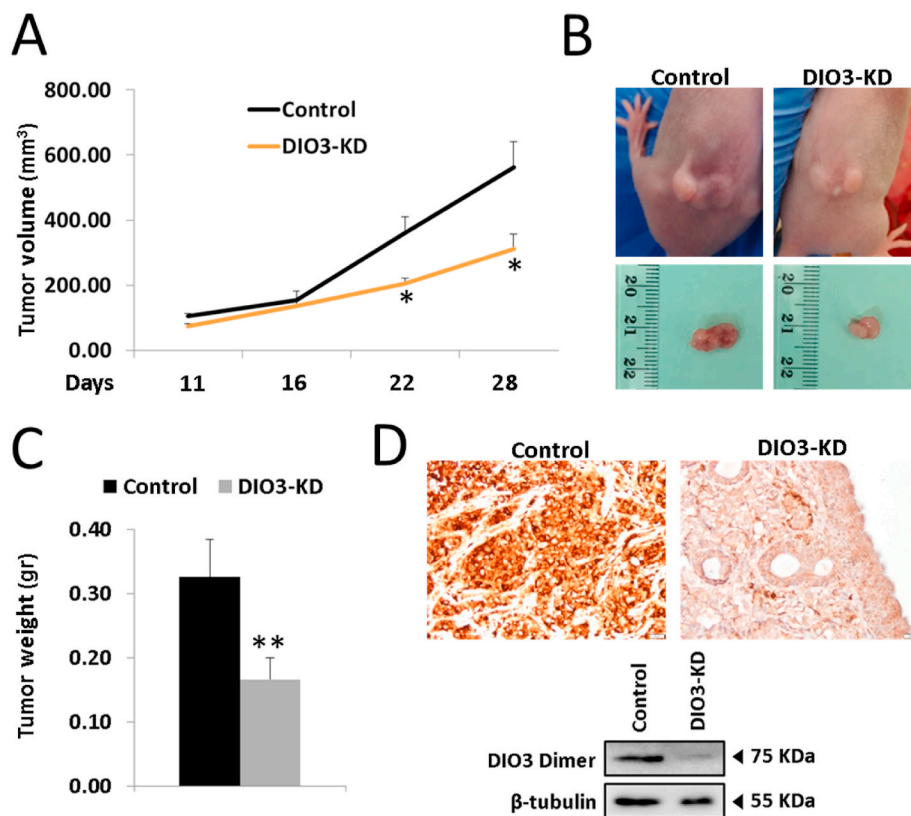 A
800.00
600.00
400.00
200.00
0.00
Tumor volume (mm³)
Control
DIO3-KD
*
*
Days 11 16 22 28
B
Control DIO3-KD
20 21 22
20 21 22
C
Control DIO3-KD
0.40
0.30
0.20
0.10
0.00
Tumor weight (gr)
**
D
Control DIO3-KD
Control
DIO3-KD
DIO3 Dimer ◄ 75 KDa
β-tubulin ◄ 55 KDa